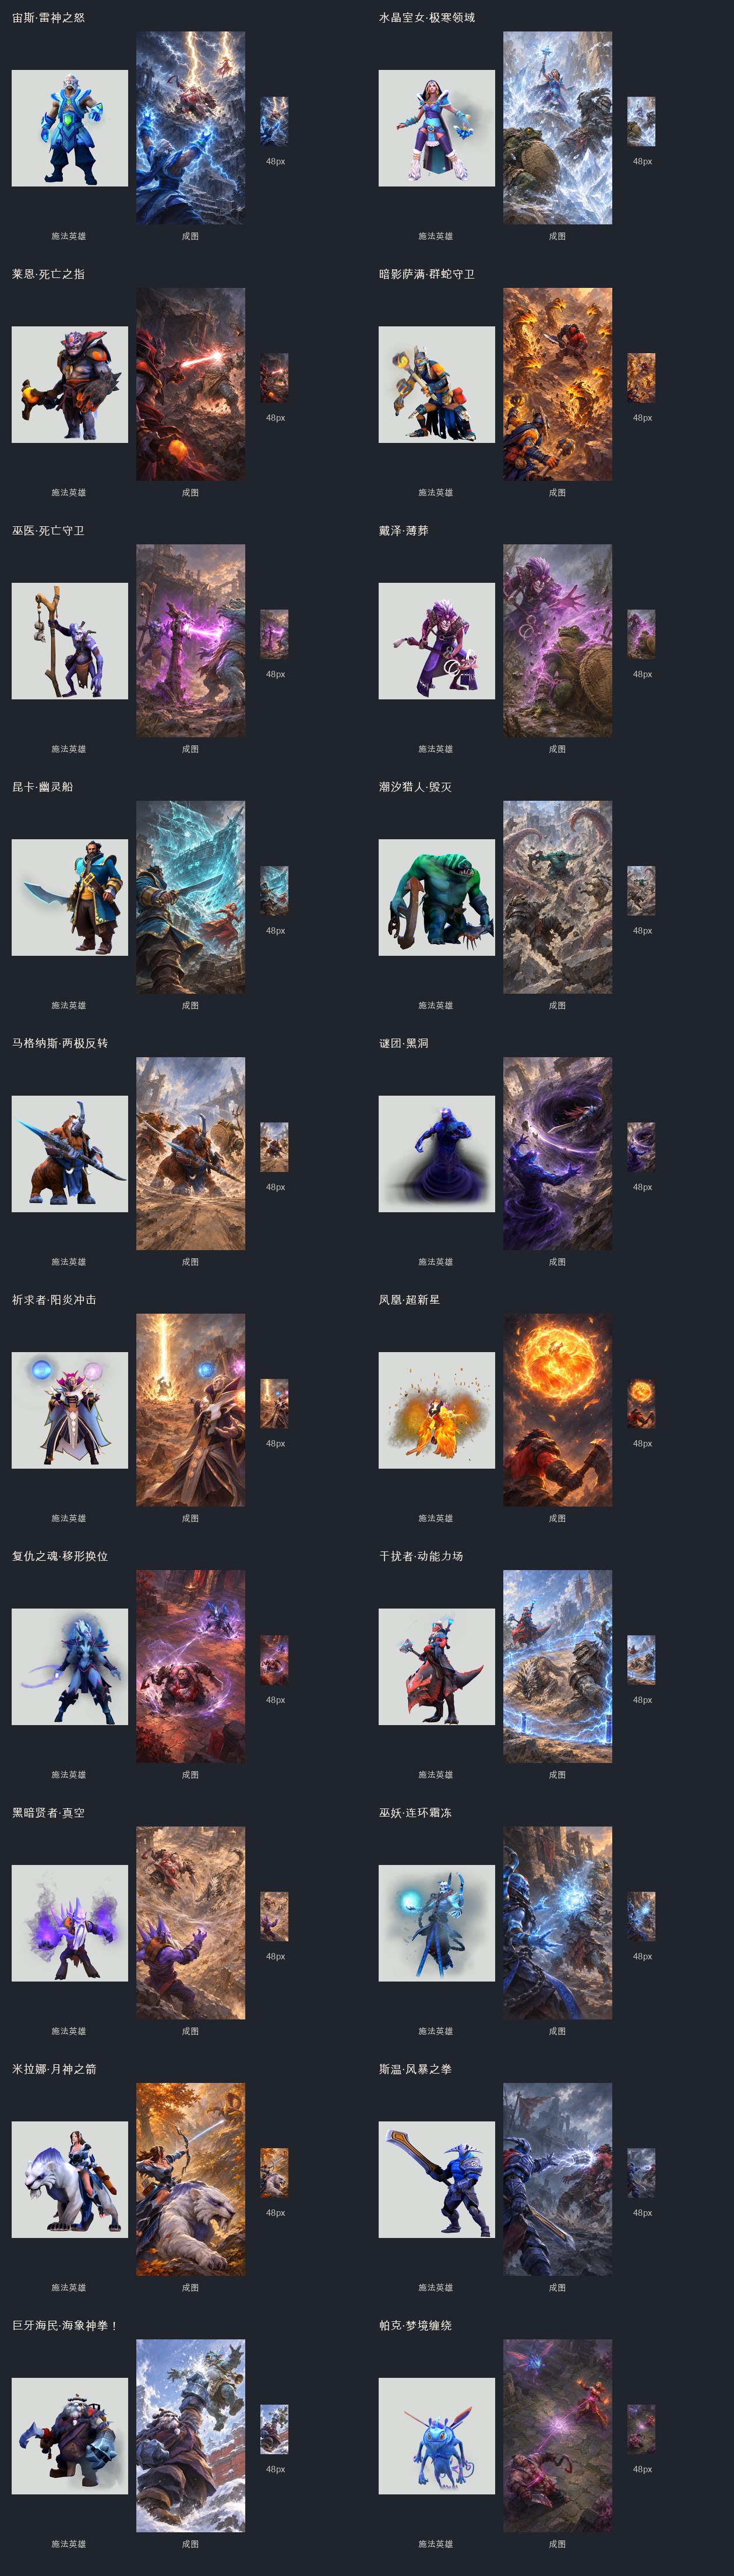 宙斯·雷神之怒
水晶室女·极寒领域
48px
48px
施法英雄
成图
施法英雄
成图
莱恩·死亡之指
暗影萨满·群蛇守卫
48px
48px
施法英雄
成图
施法英雄
成图
巫医·死亡守卫
戴泽·薄葬
48px
48px
施法英雄
成图
施法英雄
成图
昆卡·幽灵船
潮汐猎人·毁灭
48px
48px
施法英雄
成图
施法英雄
成图
马格纳斯·两极反转
谜团·黑洞
48px
48px
施法英雄
成图
施法英雄
成图
祈求者·阳炎冲击
凤凰·超新星
48px
48px
施法英雄
成图
施法英雄
成图
复仇之魂·移形换位
干扰者·动能力场
48px
48px
施法英雄
成图
施法英雄
成图
黑暗贤者·真空
巫妖·连环霜冻
48px
48px
施法英雄
成图
施法英雄
成图
米拉娜·月神之箭
斯温·风暴之拳
48px
48px
施法英雄
成图
施法英雄
成图
巨牙海民·海象神拳！
帕克·梦境缠绕
48px
48px
施法英雄
成图
施法英雄
成图